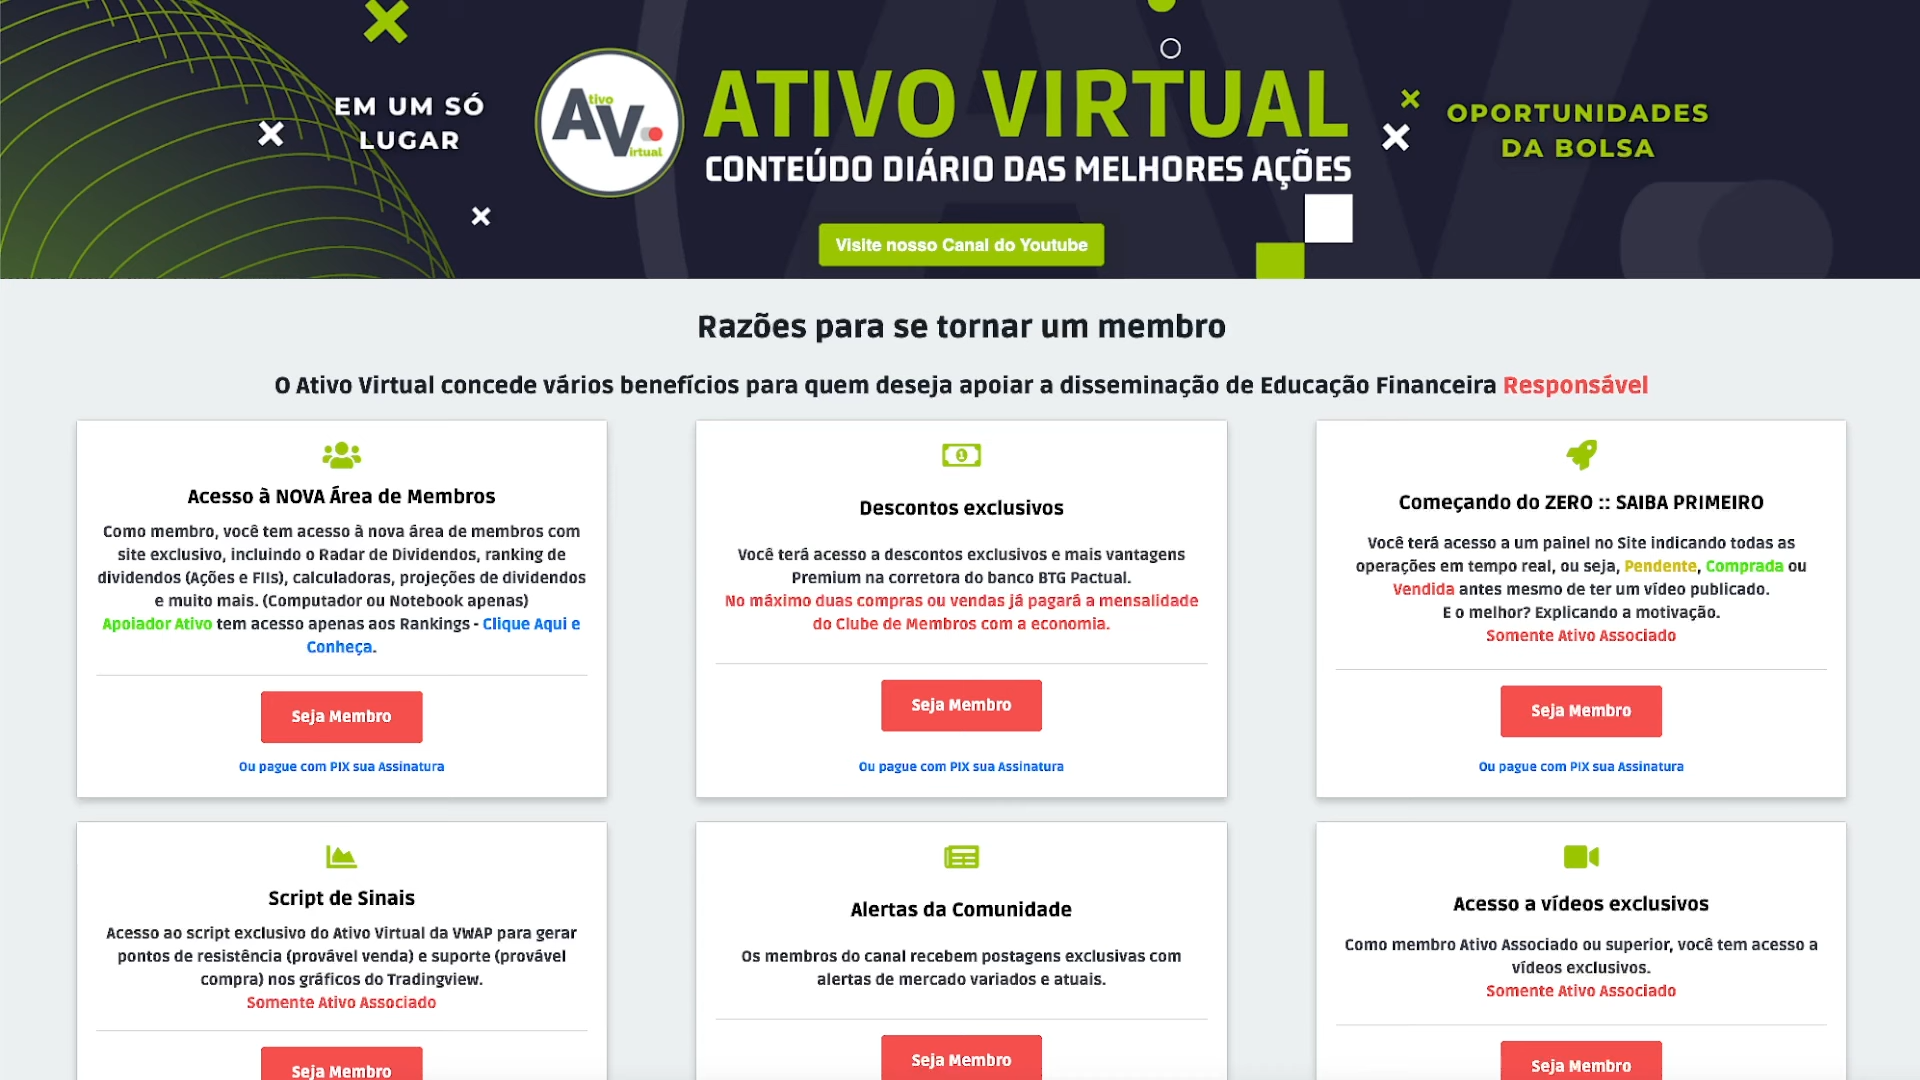 EM UM SÓ
LUGAR
Ativo
Virtual
ATIVO VIRTUAL
CONTEÚDO DIÁRIO DAS MELHORES AÇÕES
OPORTUNIDADES
DA BOLSA
Visite nosso Canal do Youtube
Razões para se tornar um membro
O Ativo Virtual concede vários benefícios para quem deseja apoiar a disseminação de Educação Financeira Responsável
Acesso à NOVA Área de Membros
Como membro, você tem acesso à nova área de membros com
site exclusivo, incluindo o Radar de Dividendos, ranking de
dividendos (Ações e FIIs), calculadoras, projeções de dividendos
e muito mais. (Computador ou Notebook apenas)
Apoiador Ativo tem acesso apenas aos Rankings - Clique Aqui e
Conheça.
Seja Membro
Ou pague com PIX sua Assinatura
Descontos exclusivos
Você terá acesso a descontos exclusivos e mais vantagens
Premium na corretora do banco BTG Pactual.
No máximo duas compras ou vendas já pagará a mensalidade
do Clube de Membros com a economia.
Seja Membro
Ou pague com PIX sua Assinatura
Começando do ZERO :: SAIBA PRIMEIRO
Você terá acesso a um painel no Site indicando todas as
operações em tempo real, ou seja, Pendente, Comprada ou
Vendida antes mesmo de ter um vídeo publicado.
E o melhor? Explicando a motivação.
Somente Ativo Associado
Seja Membro
Ou pague com PIX sua Assinatura
Script de Sinais
Acesso ao script exclusivo do Ativo Virtual da VWAP para gerar
pontos de resistência (provável venda) e suporte (provável
compra) nos gráficos do Tradingview.
Somente Ativo Associado
Seja Membro
Alertas da Comunidade
Os membros do canal recebem postagens exclusivas com
alertas de mercado variados e atuais.
Seja Membro
Acesso a vídeos exclusivos
Como membro Ativo Associado ou superior, você tem acesso a
vídeos exclusivos.
Somente Ativo Associado
Seja Membro